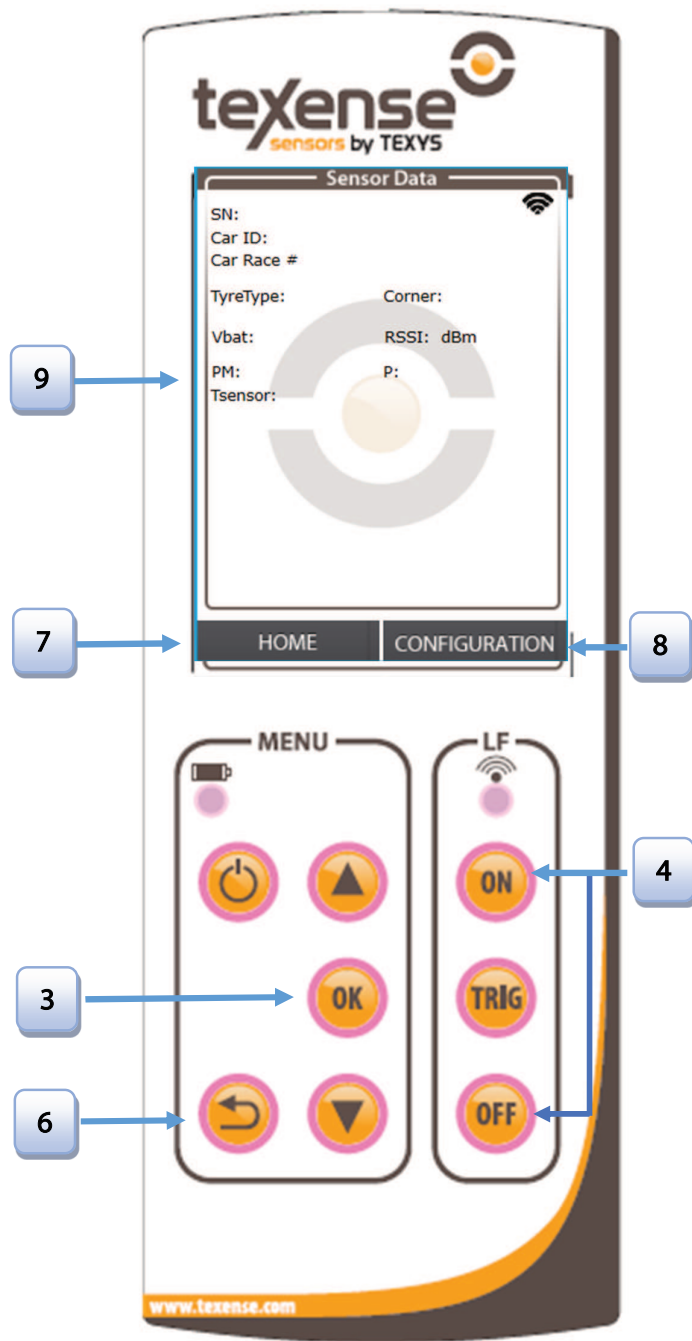 texense
sensors by TEXYS
Sensor Data
SN:
Car ID:
Car Race #
TyreType: Corner:
Vbat: RSSI: dBm
9
PM: P:
Tsensor:
7
HOME CONFIGURATION
8
MENU LF
ON
4
3
OK TRIG
6
OFF
www.texense.com